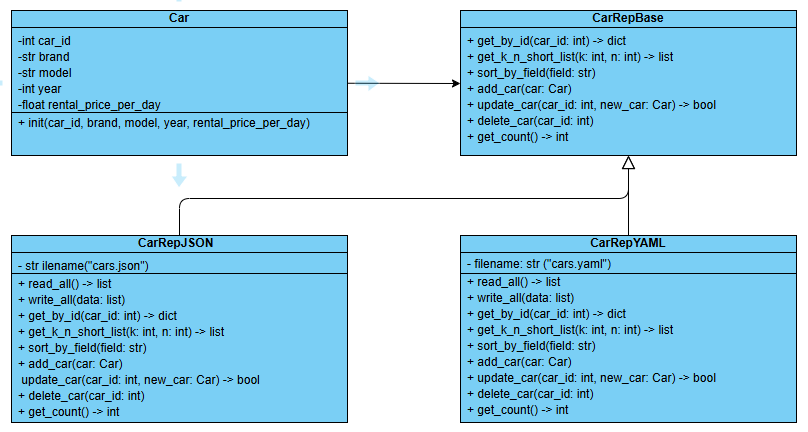 Car
-int car_id
-str brand
-str model
-int year
-float rental_price_per_day
+ init(car_id, brand, model, year, rental_price_per_day)
CarRepBase
+ get_by_id(car_id: int) -> dict
+ get_k_n_short_list(k: int, n: int) -> list
+ sort_by_field(field: str)
+ add_car(car: Car)
+ update_car(car_id: int, new_car: Car) -> bool
+ delete_car(car_id: int)
+ get_count() -> int
CarRepJSON
- str ilename("cars.json")
+ read_all() -> list
+ write_all(data: list)
+ get_by_id(car_id: int) -> dict
+ get_k_n_short_list(k: int, n: int) -> list
+ sort_by_field(field: str)
+ add_car(car: Car)
update_car(car_id: int, new_car: Car) -> bool
+ delete_car(car_id: int)
+ get_count() -> int
CarRepYAML
- filename: str ("cars.yaml")
+ read_all() -> list
+ write_all(data: list)
+ get_by_id(car_id: int) -> dict
+ get_k_n_short_list(k: int, n: int) -> list
+ sort_by_field(field: str)
+ add_car(car: Car)
+ update_car(car_id: int, new_car: Car) -> bool
+ delete_car(car_id: int)
+ get_count() -> int